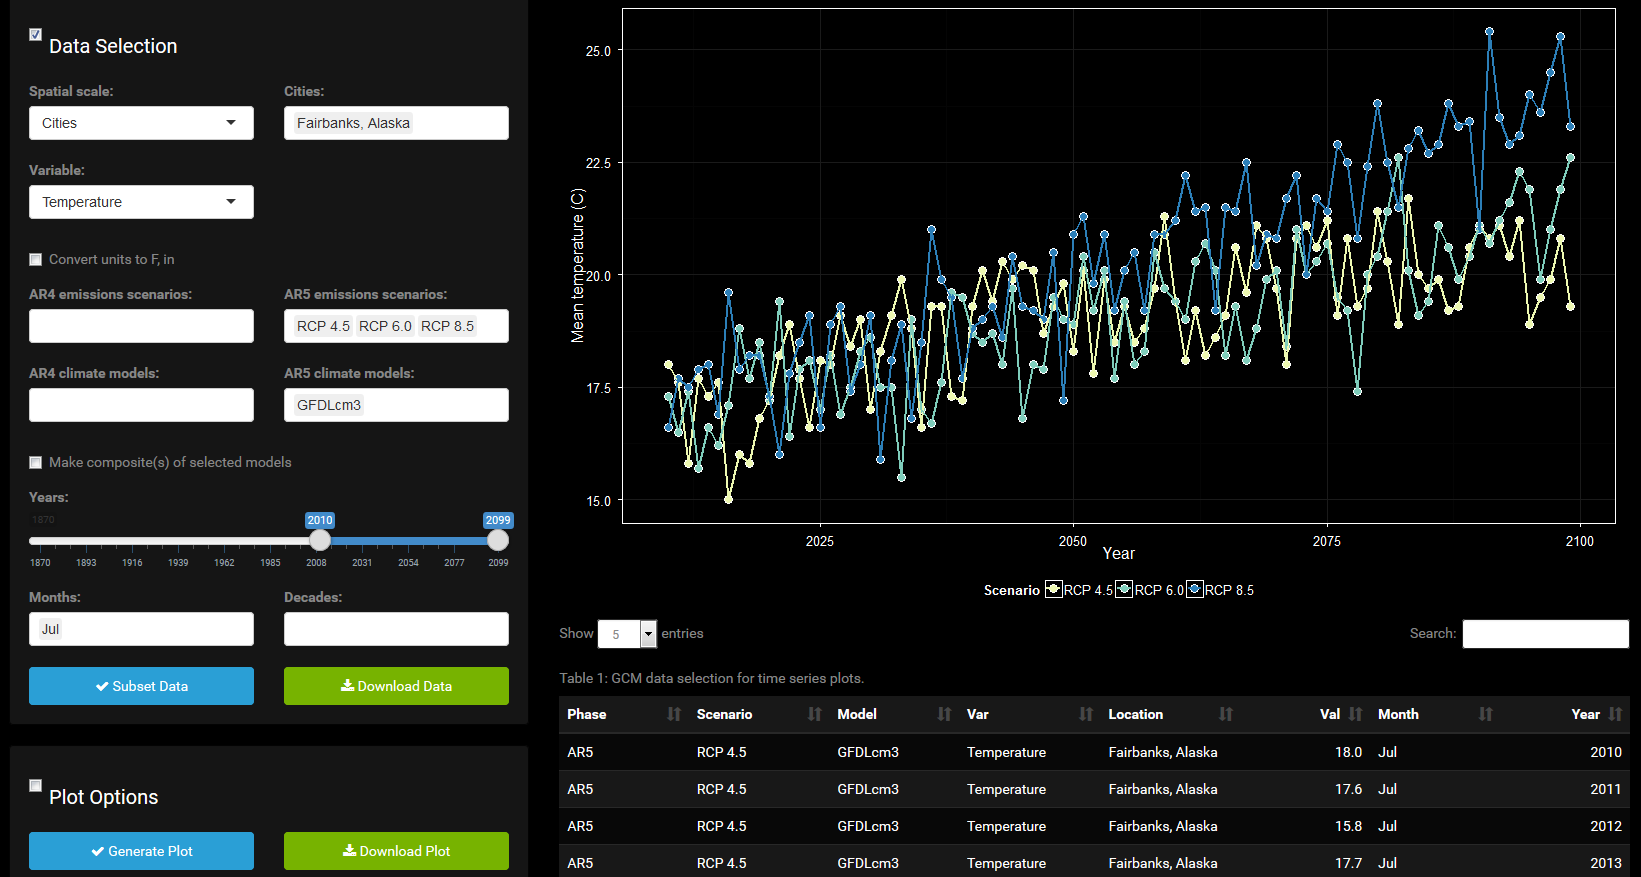 Data Selection
Spatial scale:
Cities:
Cities
Fairbanks, Alaska
Variable:
Temperature
Convert units to F, in
AR4 emissions scenarios:
AR5 emissions scenarios:
RCP 4.5 RCP 6.0 RCP 8.5
AR4 climate models:
AR5 climate models:
GFDLcm3
Make composite(s) of selected models
Years:
1870
2010
2099
1870 1893 1916 1939 1962 1985 2008 2031 2054 2077 2099
Months:
Decades:
Jul
Subset Data
Download Data
Plot Options
Generate Plot
Download Plot
Mean temperature (C)
25.0
22.5
20.0
17.5
15.0
2025 2050 2075 2100
Year
Scenario RCP 4.5 RCP 6.0 RCP 8.5
Show 5 entries
Search:
Table 1: GCM data selection for time series plots.
Phase Scenario Model Var Location Val Month Year
AR5 RCP 4.5 GFDLcm3 Temperature Fairbanks, Alaska 18.0 Jul 2010
AR5 RCP 4.5 GFDLcm3 Temperature Fairbanks, Alaska 17.6 Jul 2011
AR5 RCP 4.5 GFDLcm3 Temperature Fairbanks, Alaska 15.8 Jul 2012
AR5 RCP 4.5 GFDLcm3 Temperature Fairbanks, Alaska 17.7 Jul 2013